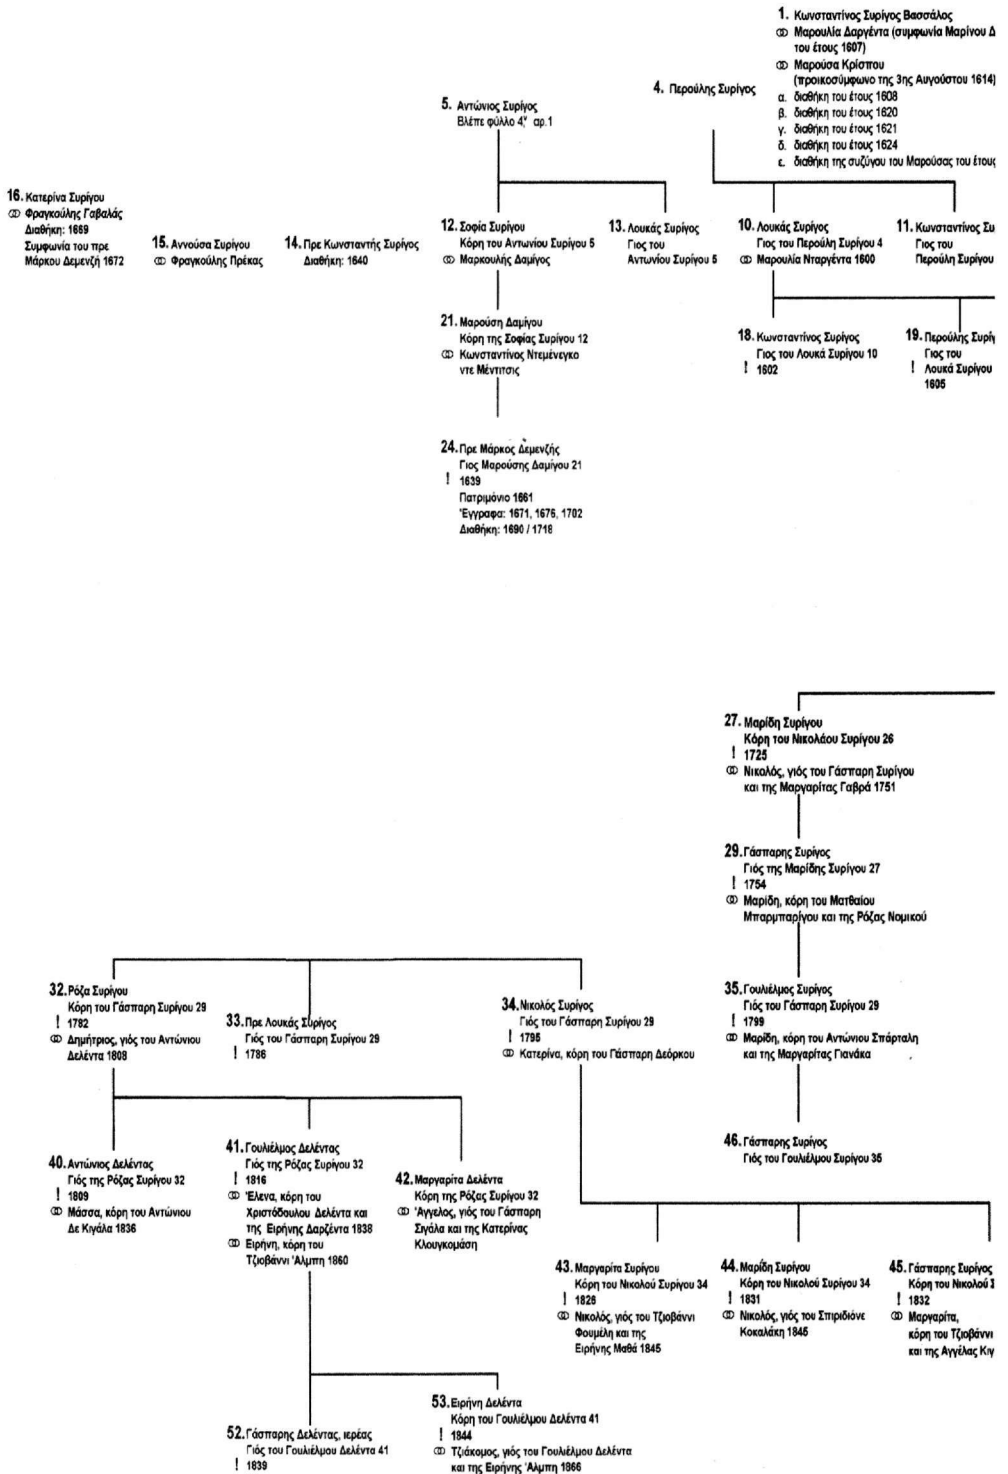 1. Κωνσταντίνος Συρίγος Βασσάλος
⚭ Μαρουλία Δαργέντα (συμφωνία Μαρίνου Δ
του έτους 1607)
⚭ Μαρούσα Κρίσπου
(προικοσύμφωνο της 3ης Αυγούστου 1614)
α. διαθήκη του έτους 1608
β. διαθήκη του έτους 1620
γ. διαθήκη του έτους 1621
δ. διαθήκη του έτους 1624
ε. διαθήκη της συζύγου του Μαρούσας του έτους
4. Περούλης Συρίγος
5. Αντώνιος Συρίγος
Βλέπε φύλλο 4, αρ.1
16. Κατερίνα Συρίγου
⚭ Φραγκούλης Γαβαλάς
Διαθήκη: 1669
Συμφωνία του πρε
Μάρκου Δεμενζή 1672
15. Αννούσα Συρίγου
⚭ Φραγκούλης Πρέκας
14. Πρε Κωνσταντής Συρίγος
Διαθήκη: 1640
12. Σοφία Συρίγου
Κόρη του Αντωνίου Συρίγου 5
⚭ Μαρκουλής Δαμίγος
13. Λουκάς Συρίγος
Γιος του
Αντωνίου Συρίγου 5
10. Λουκάς Συρίγος
Γιος του Περούλη Συρίγου 4
⚭ Μαρουλία Νταργέντα 1600
11. Κωνσταντίνος Συ
Γιος του
Περούλη Συρίγου
21. Μαρούση Δαμίγου
Κόρη της Σοφίας Συρίγου 12
⚭ Κωνσταντίνος Ντεμένεγκο
ντε Μέντιτσις
18. Κωνσταντίνος Συρίγος
Γιος του Λουκά Συρίγου 10
! 1602
19. Περούλης Συρίγ
Γιος του
! Λουκά Συρίγου
1605
24. Πρε Μάρκος Δεμενζής
Γιος Μαρούσης Δαμίγου 21
! 1639
Πατριμόνιο 1661
Έγγραφα: 1671, 1676, 1702
Διαθήκη: 1690 / 1718
27. Μαρίδη Συρίγου
Κόρη του Νικολάου Συρίγου 26
! 1725
⚭ Νικολός, γιός του Γάσπαρη Συρίγου
και της Μαργαρίτας Γαβρά 1751
29. Γάσπαρης Συρίγος
Γιός της Μαρίδης Συρίγου 27
! 1754
⚭ Μαρίδη, κόρη του Ματθαίου
Μπαρμπαρίγου και της Ρόζας Νομικού
32. Ρόζα Συρίγου
Κόρη του Γάσπαρη Συρίγου 29
! 1782
⚭ Δημήτριος, γιός του Αντώνιου
Δελέντα 1808
33. Πρε Λουκάς Συρίγος
Γιός του Γάσπαρη Συρίγου 29
! 1786
34. Νικολός Συρίγος
Γιός του Γάσπαρη Συρίγου 29
! 1795
⚭ Κατερίνα, κόρη του Γάσπαρη Δεόρκου
35. Γουλιέλμος Συρίγος
Γιός του Γάσπαρη Συρίγου 29
! 1799
⚭ Μαρίδη, κόρη του Αντώνιου Σπάρταλη
και της Μαργαρίτας Γιανάκα
40. Αντώνιος Δελέντας
Γιός της Ρόζας Συρίγου 32
! 1809
⚭ Μάσσα, κόρη του Αντώνιου
Δε Κιγάλα 1836
41. Γουλιέλμος Δελέντας
Γιός της Ρόζας Συρίγου 32
! 1816
⚭ Έλενα, κόρη του
Χριστόδουλου Δελέντα και
της Ειρήνης Δαρζέντα 1838
⚭ Ειρήνη, κόρη του
Τζιοβάννι Άλμπη 1860
42. Μαργαρίτα Δελέντα
Κόρη της Ρόζας Συρίγου 32
⚭ Άγγελος, γιός του Γάσπαρη
Σιγάλα και της Κατερίνας
Κλουγκομάση
46. Γάσπαρης Συρίγος
Γιός του Γουλιέλμου Συρίγου 35
43. Μαργαρίτα Συρίγου
Κόρη του Νικολού Συρίγου 34
! 1826
⚭ Νικολός, γιός του Τζιοβάννι
Φουμέλη και της
Ειρήνης Μαθά 1845
44. Μαρίδη Συρίγου
Κόρη του Νικολού Συρίγου 34
! 1831
⚭ Νικολός, γιός του Σπιριδιόνε
Κοκαλάκη 1845
45. Γάσπαρης Συρίγος
Κόρη του Νικολού Σ
! 1832
⚭ Μαργαρίτα,
κόρη του Τζιοβάννι
και της Αγγέλας Κιγ
52. Γάσπαρης Δελέντας, ιερέας
Γιός του Γουλιέλμου Δελέντα 41
! 1839
53. Ειρήνη Δελέντα
Κόρη του Γουλιέλμου Δελέντα 41
! 1844
⚭ Τζιάκομος, γιός του Γουλιέλμου Δελέντα
και της Ειρήνης Άλμπη 1866